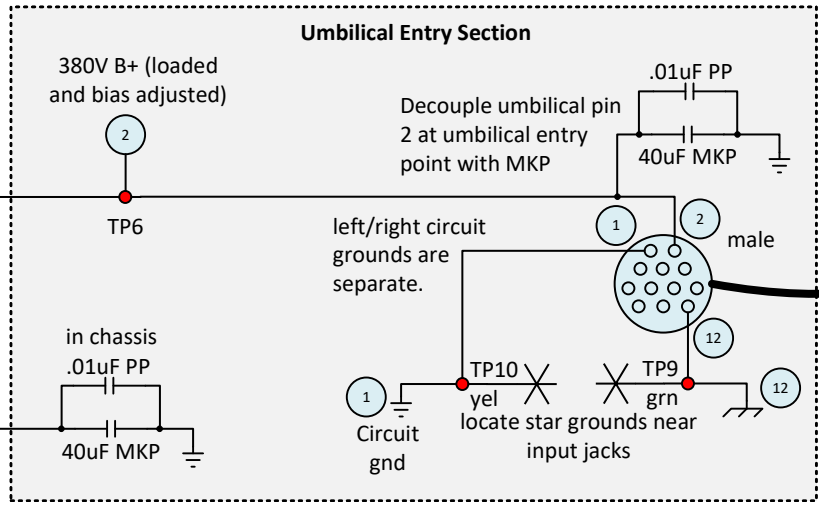 Umbilical Entry Section
380V B+ (loaded
and bias adjusted)
2
TP6
Decouple umbilical pin
2 at umbilical entry
point with MKP
.01uF PP
40uF MKP
left/right circuit
grounds are
separate.
1
2
male
12
in chassis
.01uF PP
40uF MKP
1
Circuit
gnd
TP10
yel
TP9
grn
12
locate star grounds near
input jacks